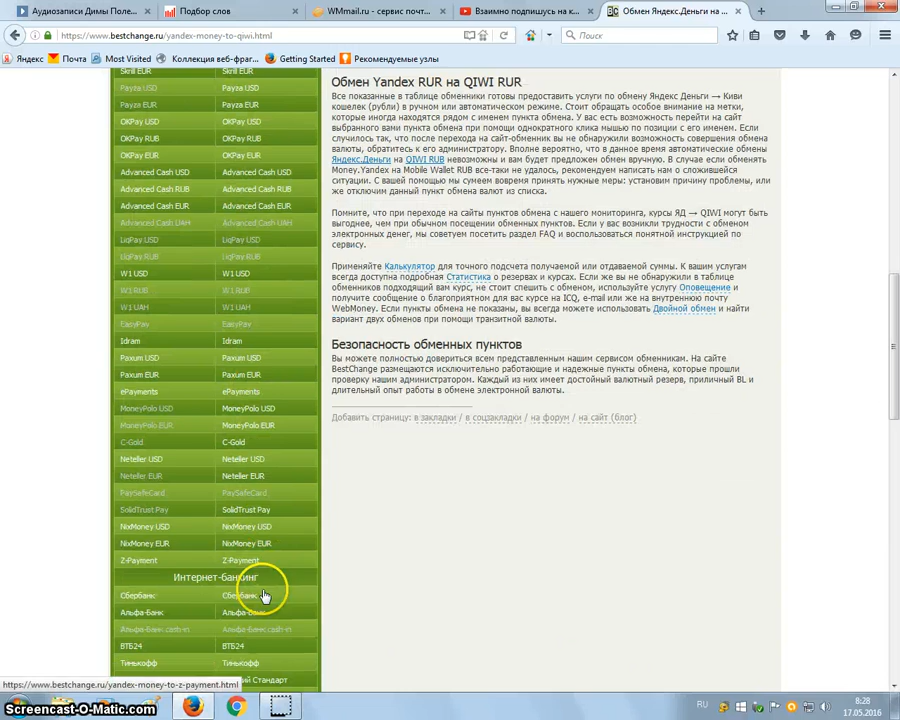 Аудиозаписи Димы Поле...
Подбор слов
WMmail.ru - сервис почт...
Взаимно подпишусь на к...
Обмен Яндекс.Деньги на ...
https://www.bestchange.ru/yandex-money-to-qiwi.html
Поиск
Яндекс Почта Most Visited Коллекция веб-фраг... Getting Started Рекомендуемые
Skrill EUR Skrill EUR
Payza USD Payza USD
Payza EUR Payza EUR
OKPay USD OKPay USD
OKPay RUB OKPay RUB
OKPay EUR OKPay EUR
Advanced Cash USD Advanced Cash USD
Advanced Cash RUB Advanced Cash RUB
Advanced Cash EUR Advanced Cash EUR
Advanced Cash UAH Advanced Cash UAH
LiqPay USD LiqPay USD
LiqPay RUB LiqPay RUB
W1 USD W1 USD
W1 RUB W1 RUB
W1 UAH W1 UAH
EasyPay EasyPay
Idram Idram
Paxum USD Paxum USD
Paxum EUR Paxum EUR
ePayments ePayments
MoneyPolo USD MoneyPolo USD
MoneyPolo EUR MoneyPolo EUR
C-Gold C-Gold
Neteller USD Neteller USD
Neteller EUR Neteller EUR
PaySafeCard PaySafeCard
SolidTrust Pay SolidTrust Pay
NixMoney USD NixMoney USD
NixMoney EUR NixMoney EUR
Z-Payment Z-Payment
Интернет-банкинг
Сбербанк Сбербанк
Альфа-Банк Альфа-Банк
Альфа-Банк cash-in Альфа-Банк cash-in
ВТБ24 ВТБ24
Тинькофф Тинькофф
Стандарт
Обмен Yandex RUR на QIWI RUR
Все показанные в таблице обменники готовы предоставить услуги по обмену Яндекс Деньги → Киви
кошелек (рубли) в ручном или автоматическом режиме. Стоит обращать особое внимание на метки,
которые иногда находятся рядом с именем пункта обмена. У вас есть возможность перейти на сайт
выбранного вами пункта обмена при помощи однократного клика мышью по позиции с его именем. Если
случилось так, что после перехода на сайт-обменник вы не обнаружили возможности совершения обмена
валюты, обратитесь к его администратору. Вполне вероятно, что в данное время автоматические обмены
Яндекс.Деньги на QIWI RUB невозможны и вам будет предложен обмен вручную. В случае если обменять
Money.Yandex на Mobile Wallet RUB все-таки не удалось, рекомендуем написать нам о сложившейся
ситуации. С вашей помощью мы сумеем вовремя принять нужные меры: установим причину проблемы, или
же отключим данный пункт обмена валют из списка.
Помните, что при переходе на сайты пунктов обмена с нашего мониторинга, курсы ЯД → QIWI могут быть
выгоднее, чем при обычном посещении сайтов. Если у вас возникли трудности с обменом
электронных денег, мы советуем посетить раздел FAQ и воспользоваться понятной инструкцией по
сервису.
Применяйте Калькулятор для точного подсчета получаемой или отдаваемой суммы. К вашим услугам
всегда доступна подробная Статистика о резервах и курсах. Если же вы не обнаружили в таблице
обменников подходящий вам курс, не стоит спешить с обменом, используйте услугу Оповещение и
получите сообщение о благоприятном для вас курсе на ICQ, e-mail или же на внутреннюю почту
WebMoney. Если пункты обмена не показаны, вы всегда можете использовать Двойной обмен и найти
вариант двух обменов при помощи транзитной валюты.
Безопасность обменных пунктов
Вы можете полностью довериться всем представленным нашим сервисом обменникам. На сайте
BestChange размещаются исключительно работающие и надежные пункты обмена, которые прошли
проверку нашим администратором. Каждый из них имеет достойный валютный резерв, приличный BL и
длительный опыт работы в обмене электронной валюты.
Добавить страницу: в закладки / в соцзакладки / на форум / на сайт (блог)
https://www.bestchange.ru/yandex-money-to-z-payment.html
Screencast-O-Matic.com
RU
8:28
17.05.2016